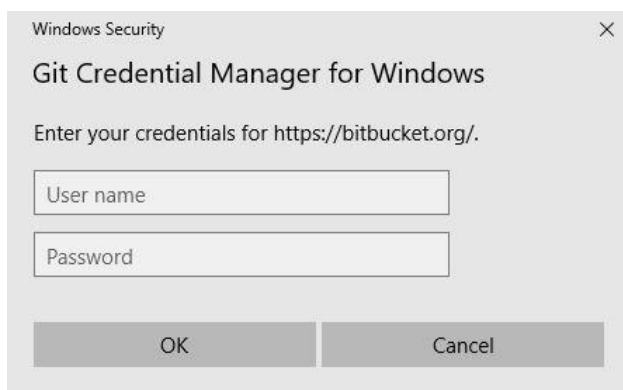 Windows Security
Git Credential Manager for Windows
Enter your credentials for https://bitbucket.org/.
User name
Password
OK Cancel